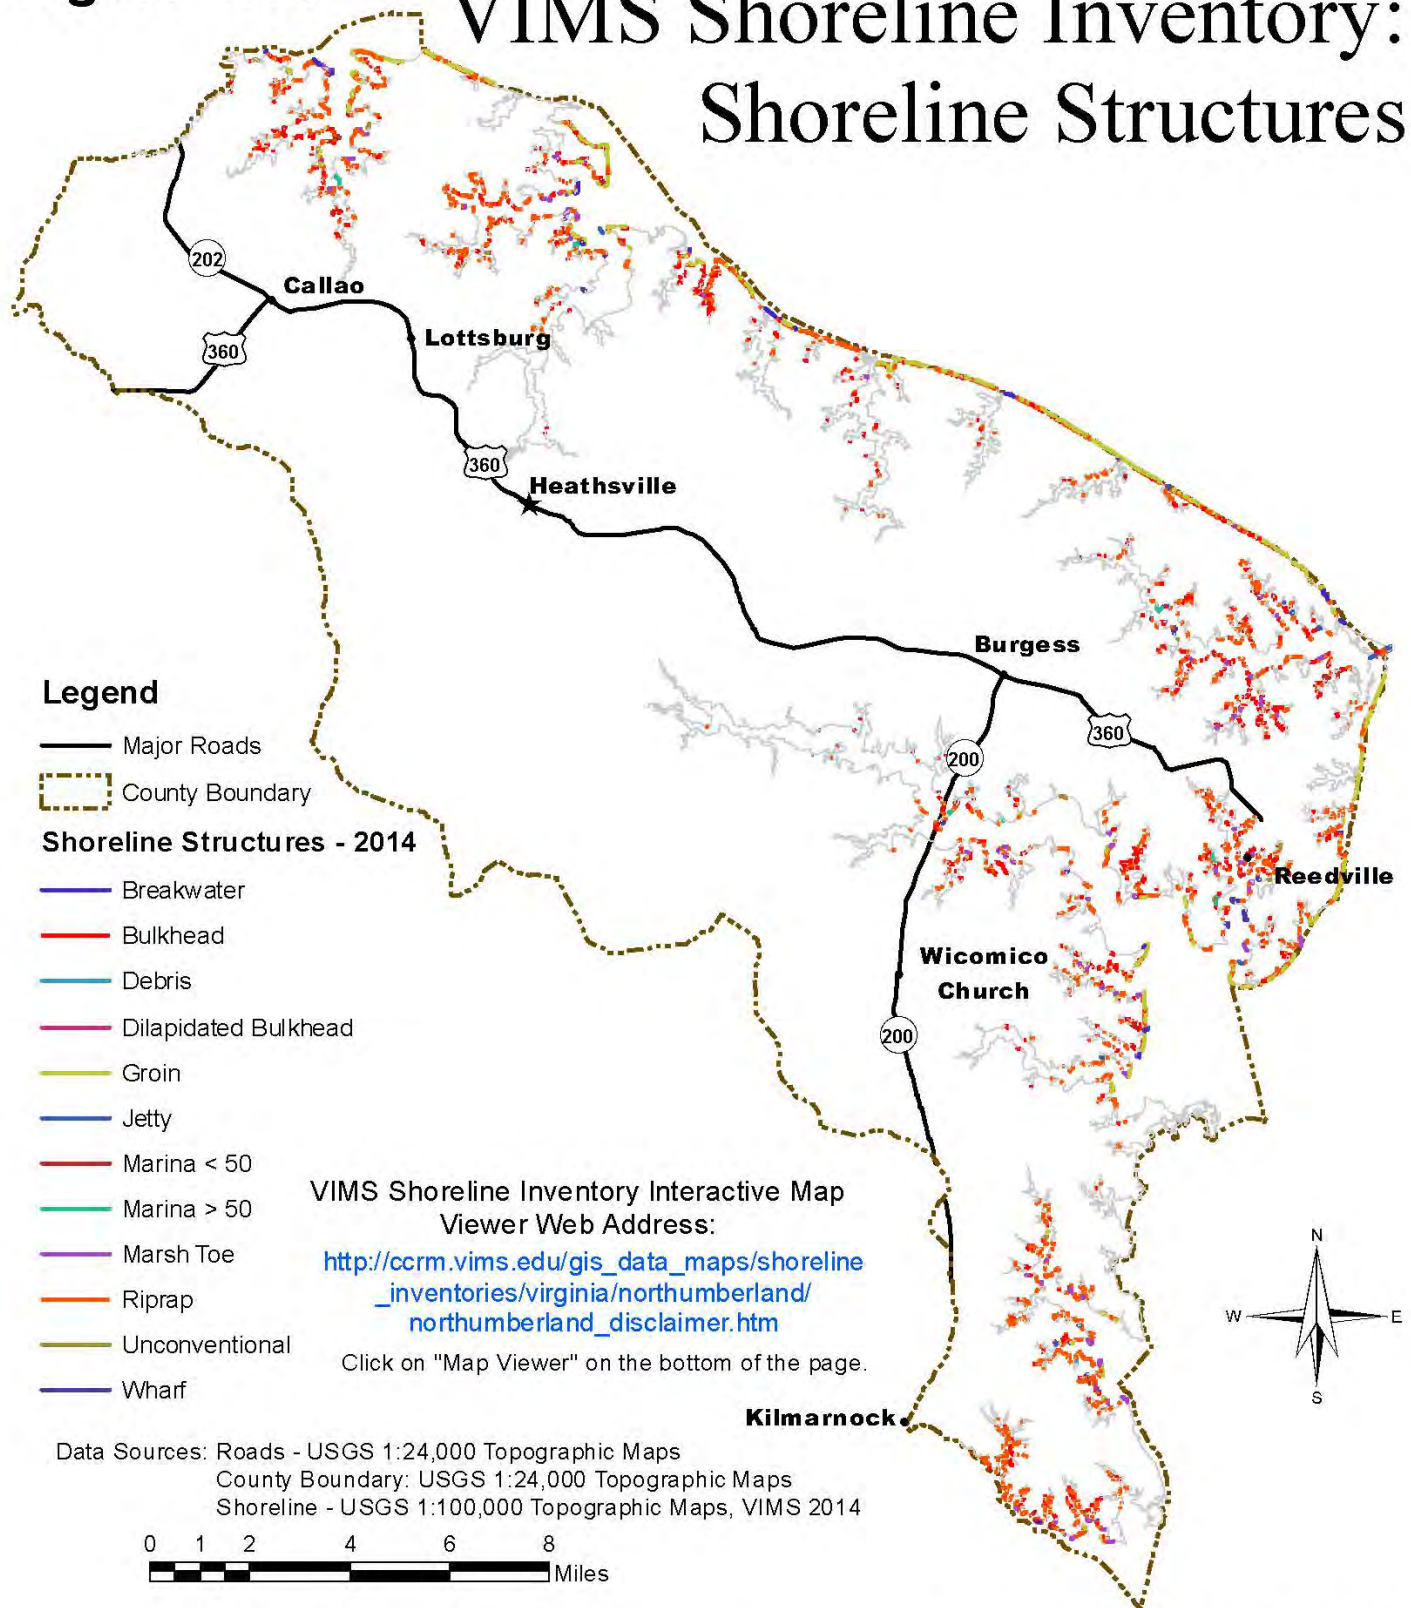 VIMS Shoreline Inventory:
Shoreline Structures
202
Callao
Lottsburg
360
360
Heathsville
Burgess
360
200
Reedville
Wicomico
Church
200
Kilmarnock
Legend
Major Roads
County Boundary
Shoreline Structures - 2014
Breakwater
Bulkhead
Debris
Dilapidated Bulkhead
Groin
Jetty
Marina < 50
Marina > 50
Marsh Toe
Riprap
Unconventional
Wharf
VIMS Shoreline Inventory Interactive Map
Viewer Web Address:
http://ccrm.vims.edu/gis_data_maps/shoreline
_inventories/virginia/northumberland/
northumberland_disclaimer.htm
Click on "Map Viewer" on the bottom of the page.
N
W E
S
Data Sources: Roads - USGS 1:24,000 Topographic Maps
County Boundary: USGS 1:24,000 Topographic Maps
Shoreline - USGS 1:100,000 Topographic Maps, VIMS 2014
0 1 2 4 6 8
Miles